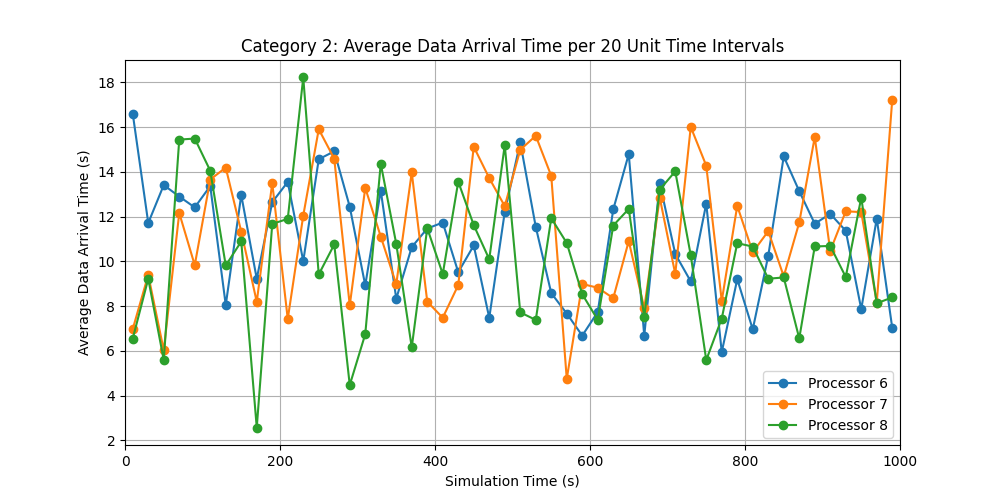 Category 2: Average Data Arrival Time per 20 Unit Time Intervals
Average Data Arrival Time (s)
18
16
14
12
10
8
6
4
2
0 200 400 600 800 1000
Simulation Time (s)
Processor 6
Processor 7
Processor 8